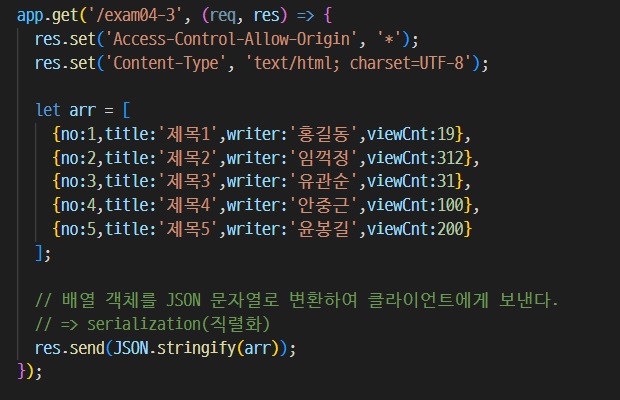 app.get('/exam04-3', (req, res) => {
  res.set('Access-Control-Allow-Origin', '*');
  res.set('Content-Type', 'text/html; charset=UTF-8');

  let arr = [
    {no:1,title:'제목1',writer:'홍길동',viewCnt:19},
    {no:2,title:'제목2',writer:'임꺽정',viewCnt:312},
    {no:3,title:'제목3',writer:'유관순',viewCnt:31},
    {no:4,title:'제목4',writer:'안중근',viewCnt:100},
    {no:5,title:'제목5',writer:'윤봉길',viewCnt:200}
  ];

  // 배열 객체를 JSON 문자열로 변환하여 클라이언트에게 보낸다.
  // => serialization(직렬화)
  res.send(JSON.stringify(arr));
});